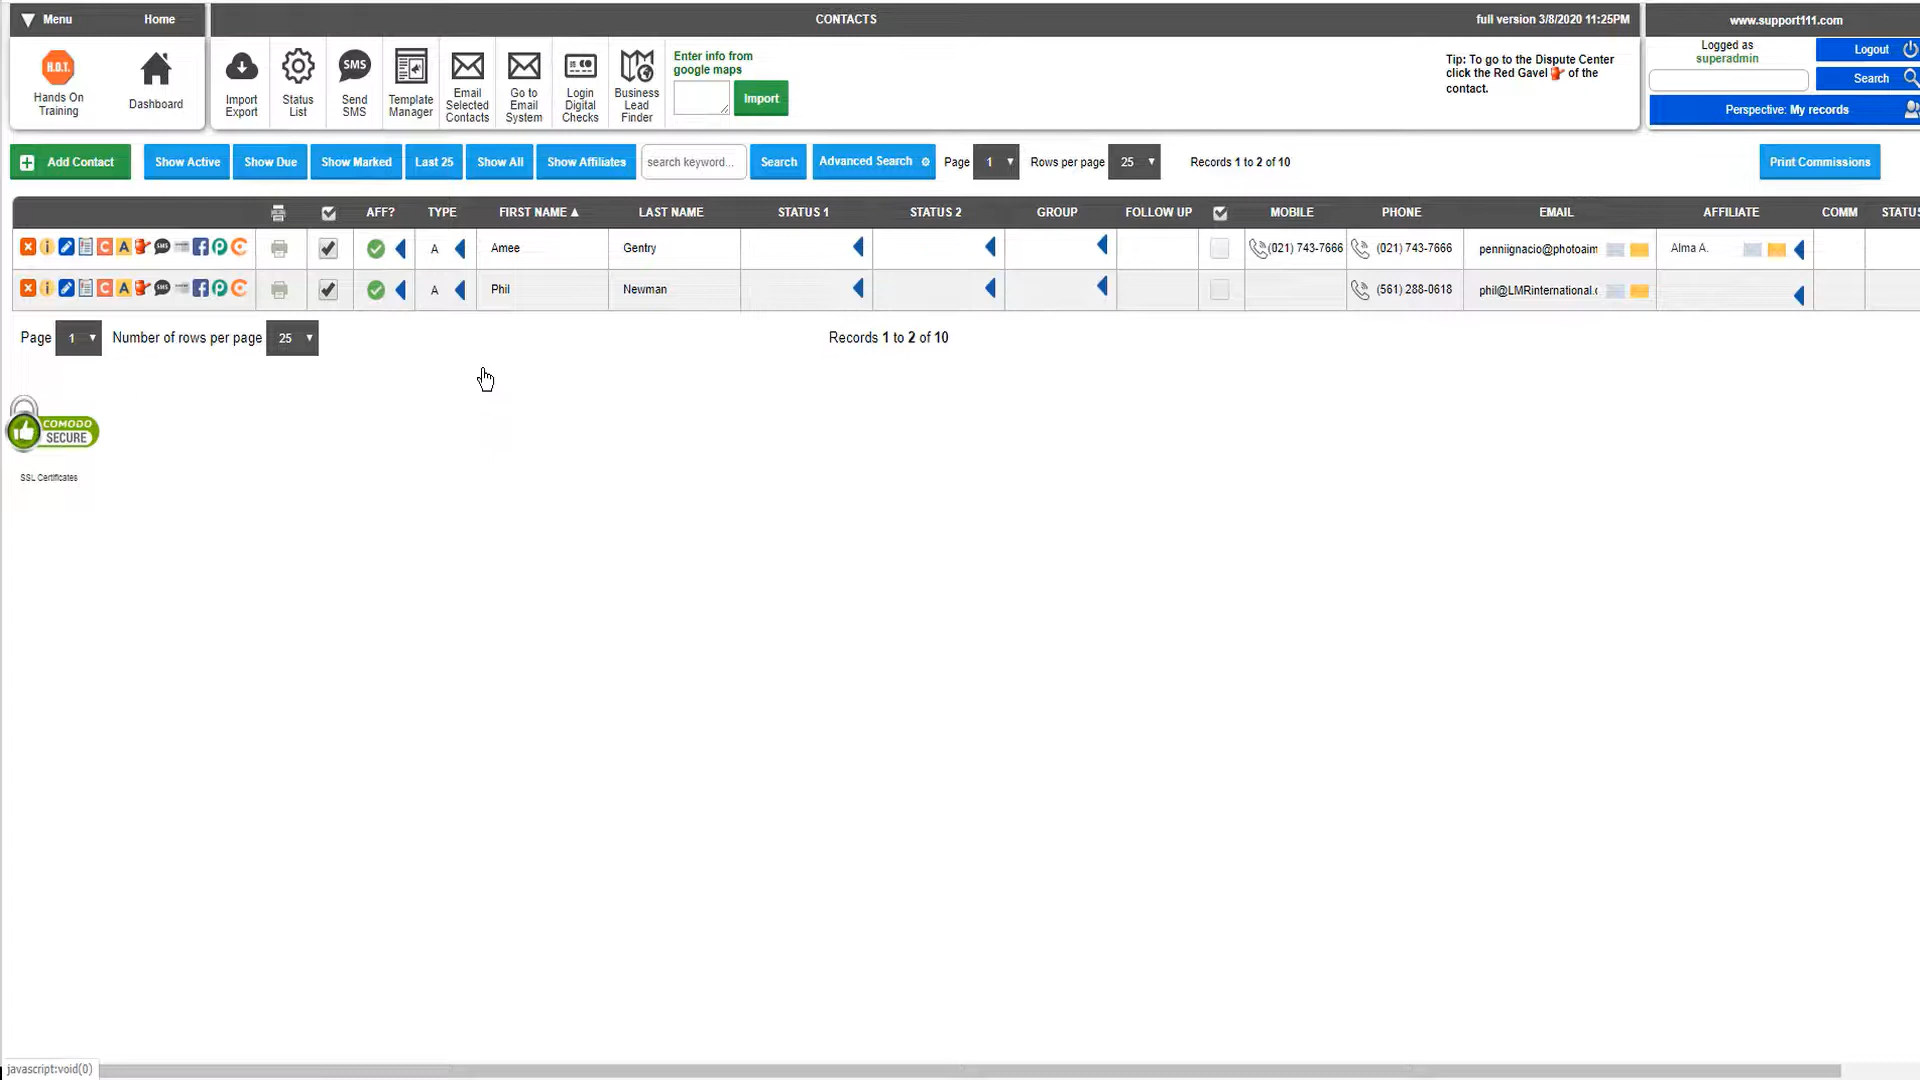 Menu Home CONTACTS full version 3/8/2020 11:25PM www.support111.com
H.O.T.
Hands On
Training
Dashboard
Import
Export
Status
List
SMS
Send
SMS
Template
Manager
Email
Selected
Contacts
Go to
Email
System
Login
Digital
Checks
Business
Lead
Finder
Enter info from
google maps
Import
Tip: To go to the Dispute Center
click the Red Gavel of the
contact.
Logged as
superadmin
Logout
Search
Perspective: My records
Add Contact Show Active Show Due Show Marked Last 25 Show All Show Affiliates search keyword... Search Advanced Search Page 1 Rows per page 25 Records 1 to 2 of 10 Print Commissions
AFF? TYPE FIRST NAME LAST NAME STATUS 1 STATUS 2 GROUP FOLLOW UP MOBILE PHONE EMAIL AFFILIATE COMM STATUS
C A SMS A Amee Gentry (021) 743-7666 (021) 743-7666 penniignacio@photoaim Alma A.
C A SMS A Phil Newman (561) 288-0618 phil@LMRinternational.c
Page 1 Number of rows per page 25 Records 1 to 2 of 10
COMODO
SECURE
SSL Certificates
javascript:void(0)